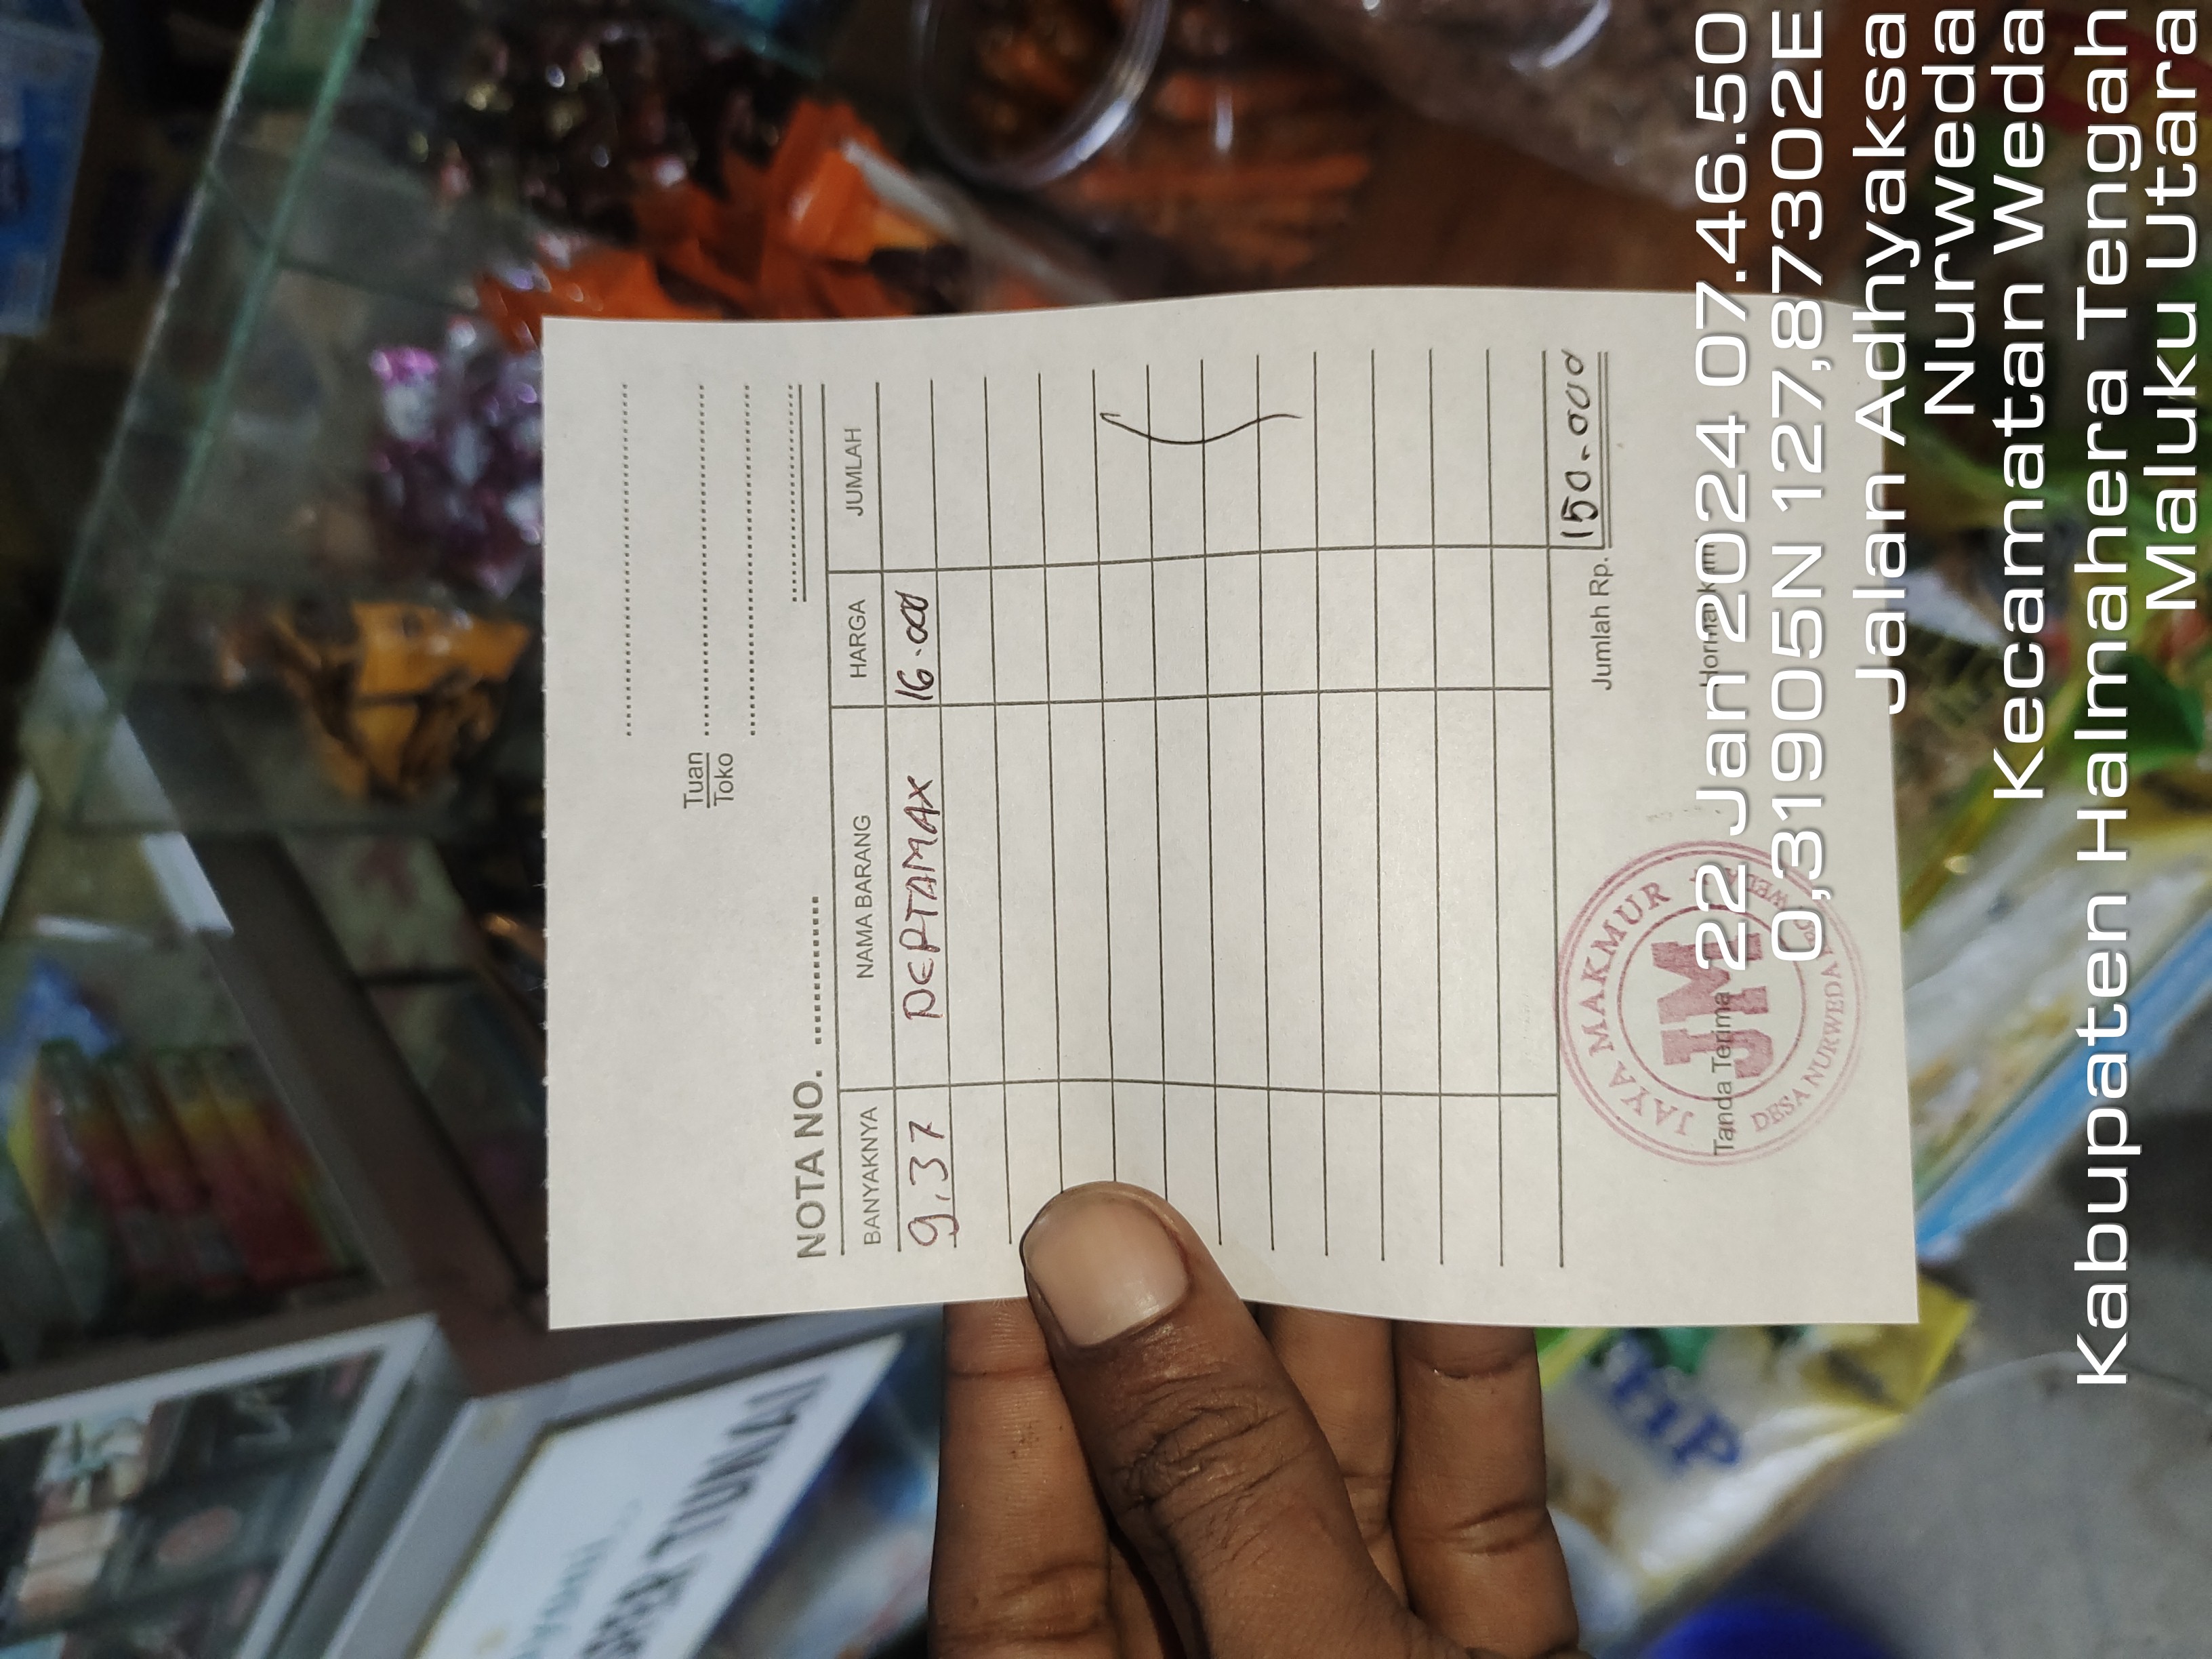 Tuan
Toko
NOTA NO. ............
BANYAKNYA NAMA BARANG HARGA JUMLAH
9,37 PEPTAMAX 16.000
Jumlah Rp. 150.000
Tanda Terima Hormat kami
JAYA MAKMUR
JM
DESA NURWEDA
22 Jan 2024 07.46.50
0,31905N 127,87302E
Jalan Adhyaksa
Nurweda
Kecamatan Weda
Kabupaten Halmahera Tengah
Maluku Utara
TUNAI